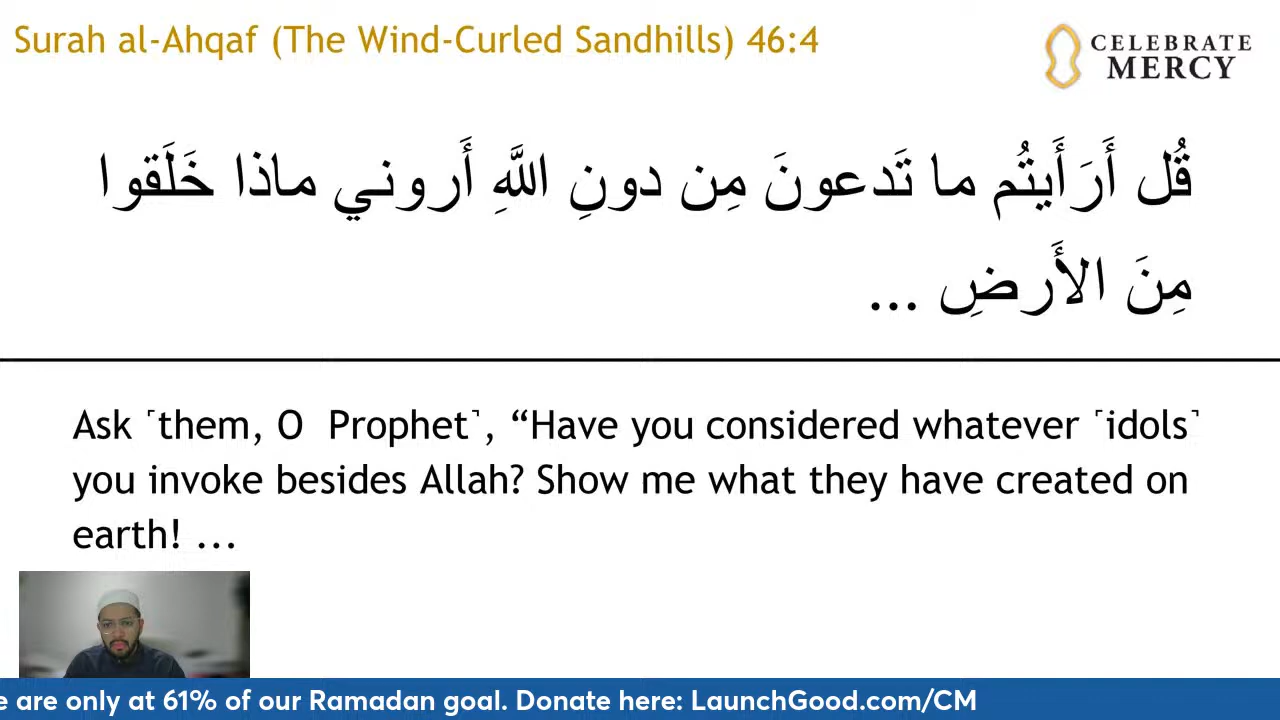 Surah al-Ahqaf (The Wind-Curled Sandhills) 46:4
CELEBRATE
MERCY
قُل أَرَأَيتُم ما تَدعونَ مِن دونِ اللَّهِ أَروني ماذا خَلَقوا
مِنَ الأَرضِ ...
Ask ˹them, O  Prophet˺, “Have you considered whatever ˹idols˺
you invoke besides Allah? Show me what they have created on
earth! ...
e are only at 61% of our Ramadan goal. Donate here: LaunchGood.com/CM